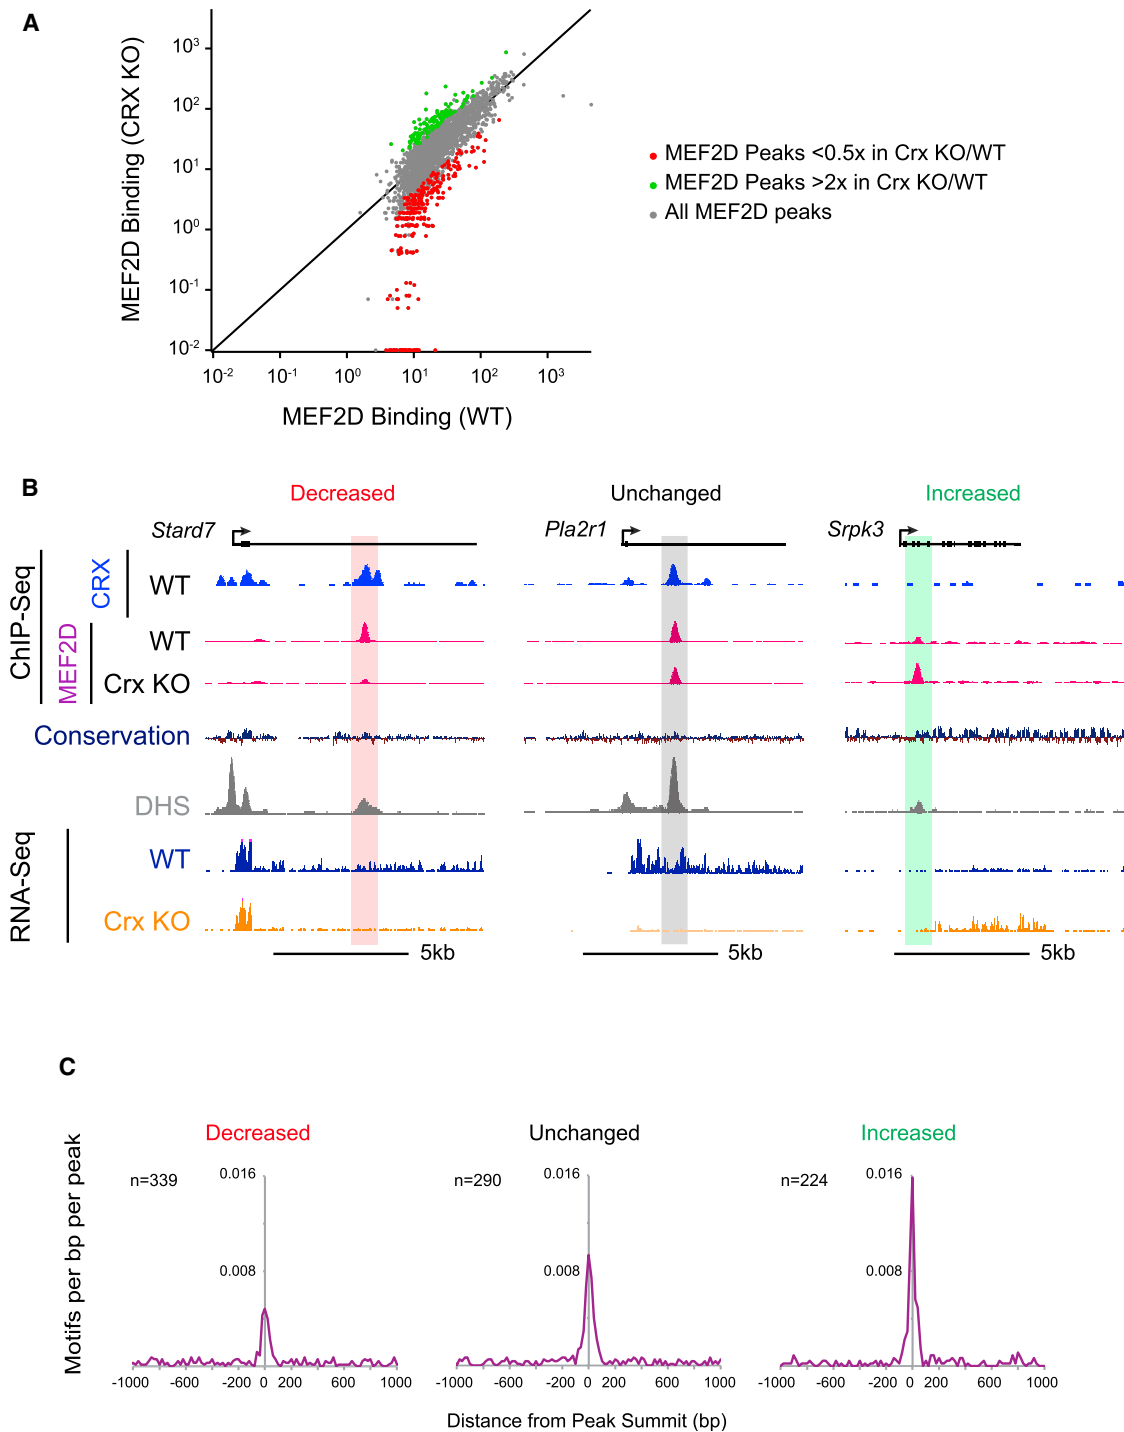 A
MEF2D Binding (CRX KO)
10³
10²
10¹
10⁰
10⁻¹
10⁻²
10⁻² 10⁻¹ 10⁰ 10¹ 10² 10³
MEF2D Binding (WT)
MEF2D Peaks <0.5x in Crx KO/WT
MEF2D Peaks >2x in Crx KO/WT
All MEF2D peaks
B
Decreased Unchanged Increased
Stard7 Pla2r1 Srpk3
ChIP-Seq
CRX
WT
MEF2D
WT
Crx KO
Conservation
DHS
RNA-Seq
WT
Crx KO
5kb 5kb 5kb
C
Motifs per bp per peak
Decreased Unchanged Increased
n=339 0.016 n=290 0.016 n=224 0.016
0.008 0.008 0.008
-1000 -600 -200 0 200 600 1000 -1000 -600 -200 0 200 600 1000 -1000 -600 -200 0 200 600 1000
Distance from Peak Summit (bp)